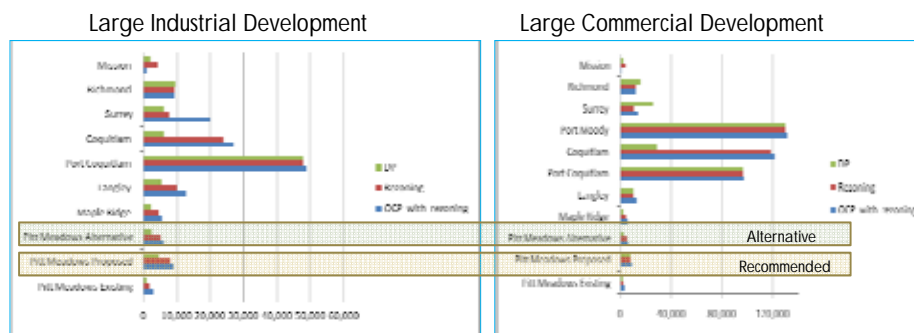 Large Industrial Development
Mission
Richmond
Surrey
Coquitlam
Port Coquitlam
Langley
Maple Ridge
Pitt Meadows Alternative
Pitt Meadows Proposed
Pitt Meadows Existing
0 10,000 20,000 30,000 40,000 50,000 60,000
DP
Rezoning
OCP with rezoning
Large Commercial Development
Mission
Richmond
Surrey
Port Moody
Coquitlam
Port Coquitlam
Langley
Maple Ridge
Pitt Meadows Alternative
Pitt Meadows Proposed
Pitt Meadows Existing
0 40,000 80,000 120,000
DP
Rezoning
OCP with rezoning
Alternative
Recommended